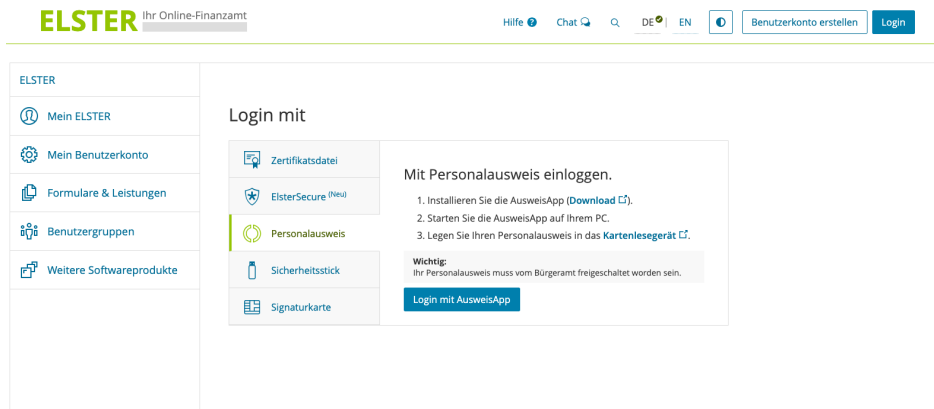 ELSTER Ihr Online-Finanzamt
Hilfe Chat DE | EN Benutzerkonto erstellen Login
ELSTER
Mein ELSTER
Mein Benutzerkonto
Formulare & Leistungen
Benutzergruppen
Weitere Softwareprodukte
Login mit
Zertifikatsdatei
ElsterSecure (Neu)
Personalausweis
Sicherheitsstick
Signaturkarte
Mit Personalausweis einloggen.
1. Installieren Sie die AusweisApp (Download).
2. Starten Sie die AusweisApp auf Ihrem PC.
3. Legen Sie Ihren Personalausweis in das Kartenlesegerät.
Wichtig:
Ihr Personalausweis muss vom Bürgeramt freigeschaltet worden sein.
Login mit AusweisApp